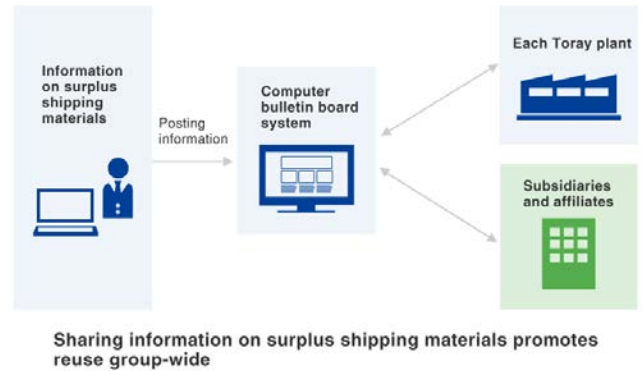 Information
on surplus
shipping
materials
Posting
information
Computer
bulletin board
system
Each Toray plant
Subsidiaries
and affiliates
Sharing information on surplus shipping materials promotes
reuse group-wide